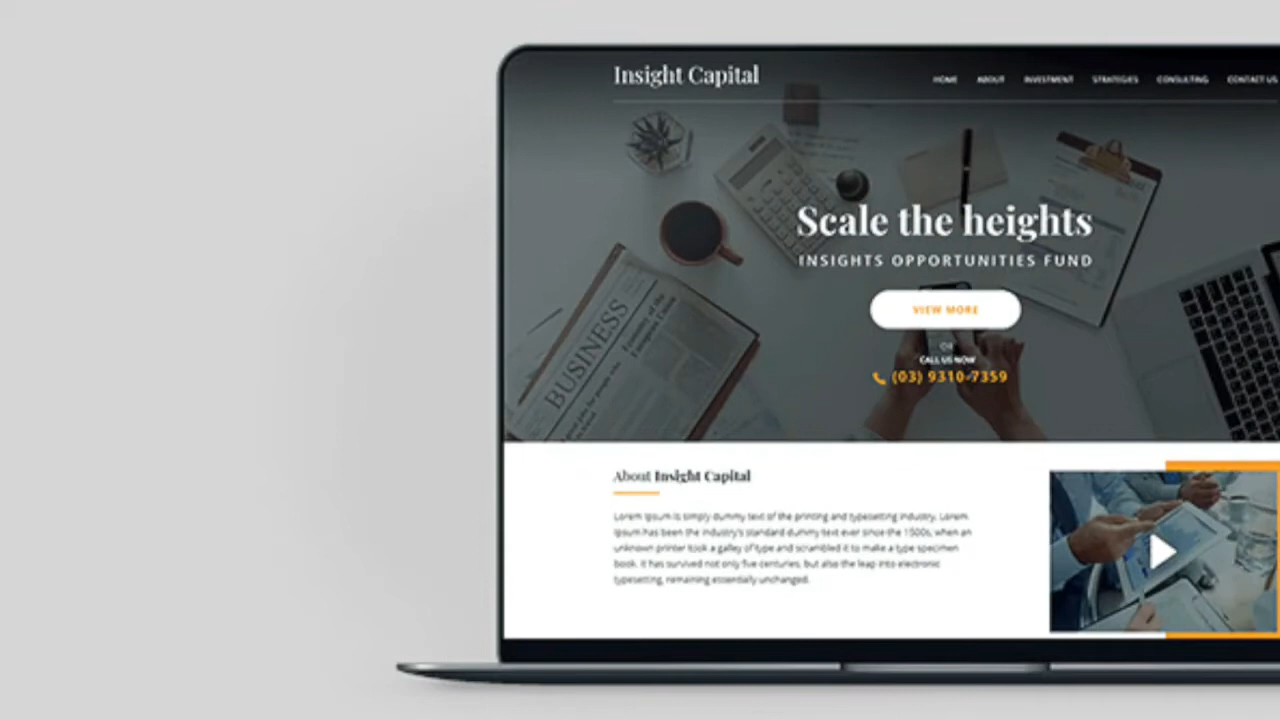 Insight Capital
HOME ABOUT INVESTMENT STRATEGIES CONSULTING CONTACT US
Scale the heights
INSIGHTS OPPORTUNITIES FUND
VIEW MORE
OR
CALL US NOW
(03) 9310-7359
BUSINESS
About Insight Capital
Lorem Ipsum is simply dummy text of the printing and typesetting industry. Lorem
Ipsum has been the industry's standard dummy text ever since the 1500s, when an
unknown printer took a galley of type and scrambled it to make a type specimen
book. It has survived not only five centuries, but also the leap into electronic
typesetting, remaining essentially unchanged.